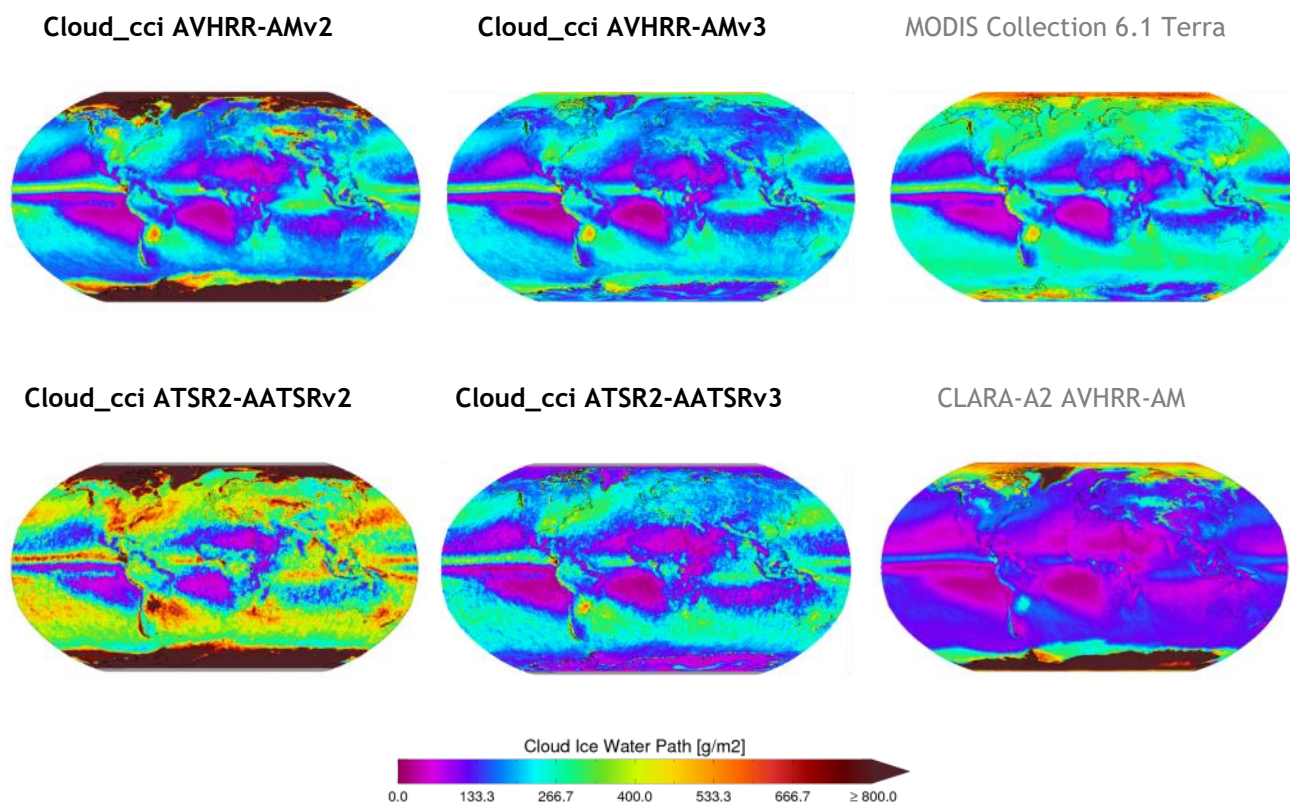 Cloud_cci AVHRR-AMv2 Cloud_cci AVHRR-AMv3 MODIS Collection 6.1 Terra
Cloud_cci ATSR2-AATSRv2 Cloud_cci ATSR2-AATSRv3 CLARA-A2 AVHRR-AM
Cloud Ice Water Path [g/m2]
0.0 133.3 266.7 400.0 533.3 666.7 ≥ 800.0